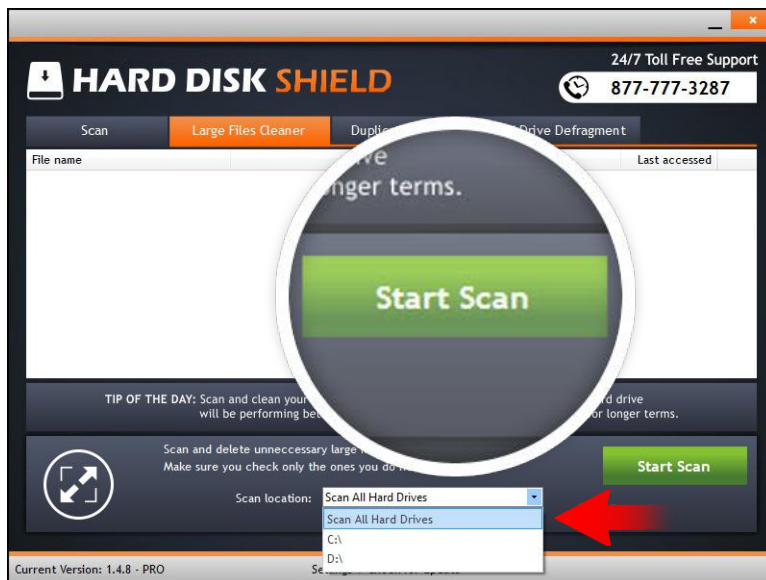 24/7 Toll Free Support
HARD DISK SHIELD
877-777-3287
Scan
Large Files Cleaner
Drive Defragment
File name
Last accessed
nger terms.
Start Scan
TIP OF THE DAY: Scan and clean your
drive
will be performing
or longer terms.
Scan and delete unneccessary large
Make sure you check only the ones you do
Start Scan
Scan location: Scan All Hard Drives
Scan All Hard Drives
C:\
D:\
Current Version: 1.4.8 - PRO